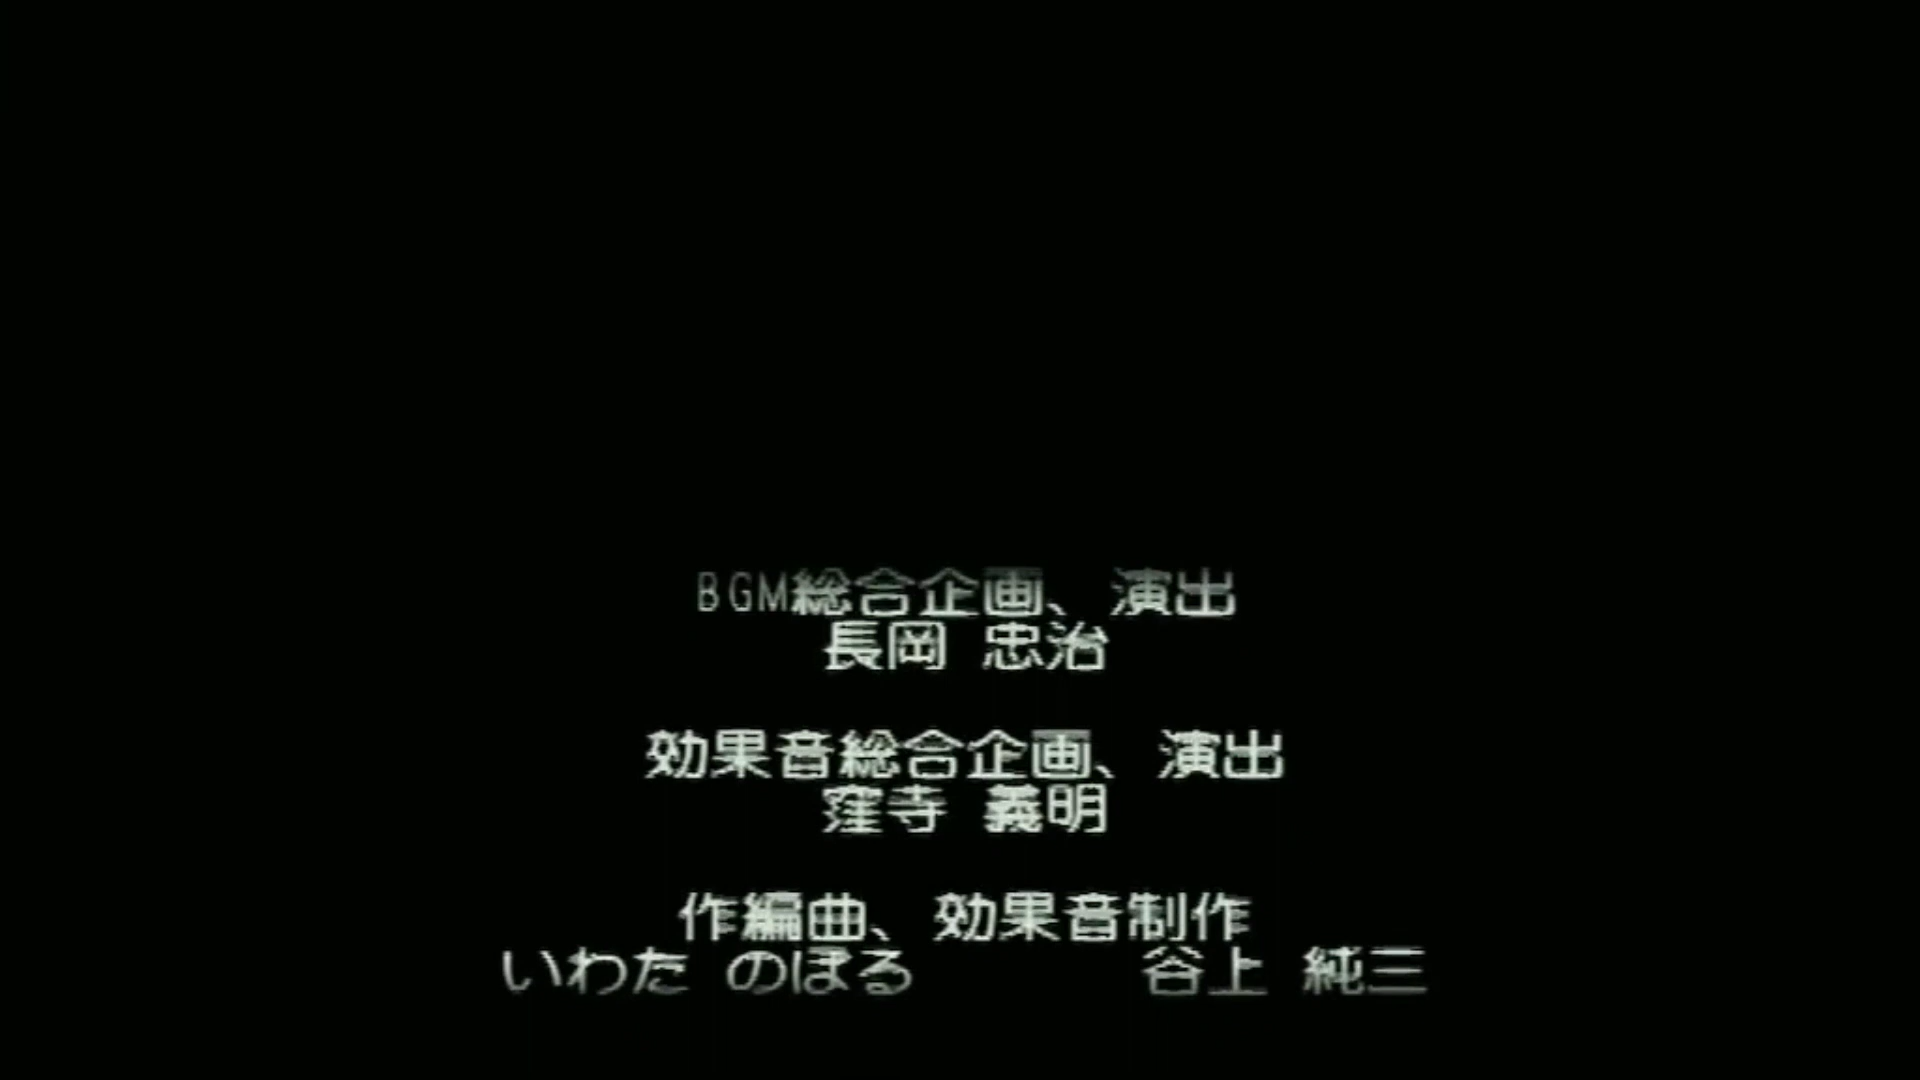 BGM総合企画、演出
長岡 忠治
効果音総合企画、演出
窪寺 義明
作編曲、効果音制作
いわた のぼる 谷上 純三